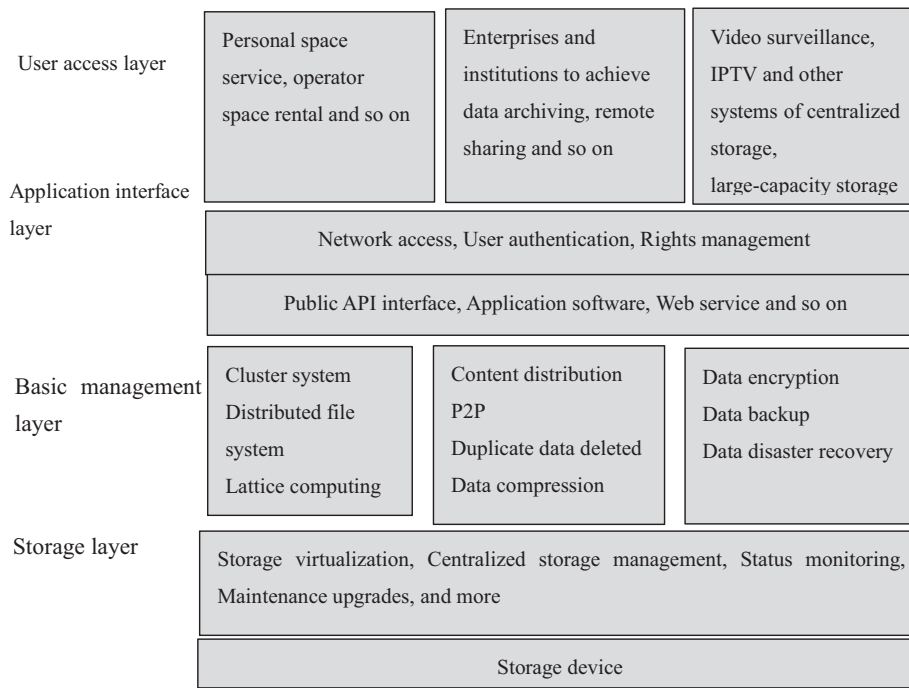 User access layer
Personal space
service, operator
space rental and so on
Enterprises and
institutions to achieve
data archiving, remote
sharing and so on
Video surveillance,
IPTV and other
systems of centralized
storage,
large-capacity storage
Application interface
layer
Network access, User authentication, Rights management
Public API interface, Application software, Web service and so on
Basic management
layer
Cluster system
Distributed file
system
Lattice computing
Content distribution
P2P
Duplicate data deleted
Data compression
Data encryption
Data backup
Data disaster recovery
Storage layer
Storage virtualization, Centralized storage management, Status monitoring,
Maintenance upgrades, and more
Storage device